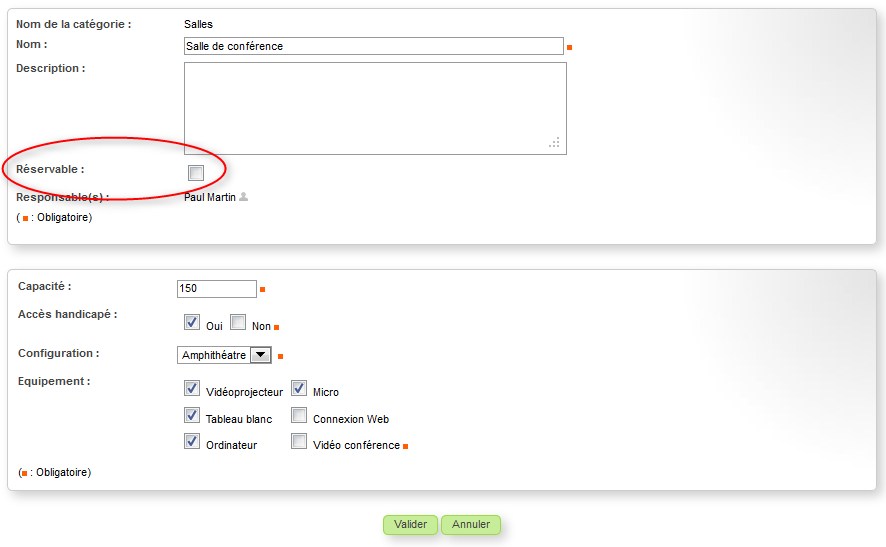 Nom de la catégorie : Salles
Nom : Salle de conférence
Description :
Réservable :
Responsable(s) : Paul Martin
( : Obligatoire)
Capacité : 150
Accès handicapé : Oui Non
Configuration : Amphithéatre
Equipement : Vidéoprojecteur Micro
Tableau blanc Connexion Web
Ordinateur Vidéo conférence
( : Obligatoire)
Valider Annuler